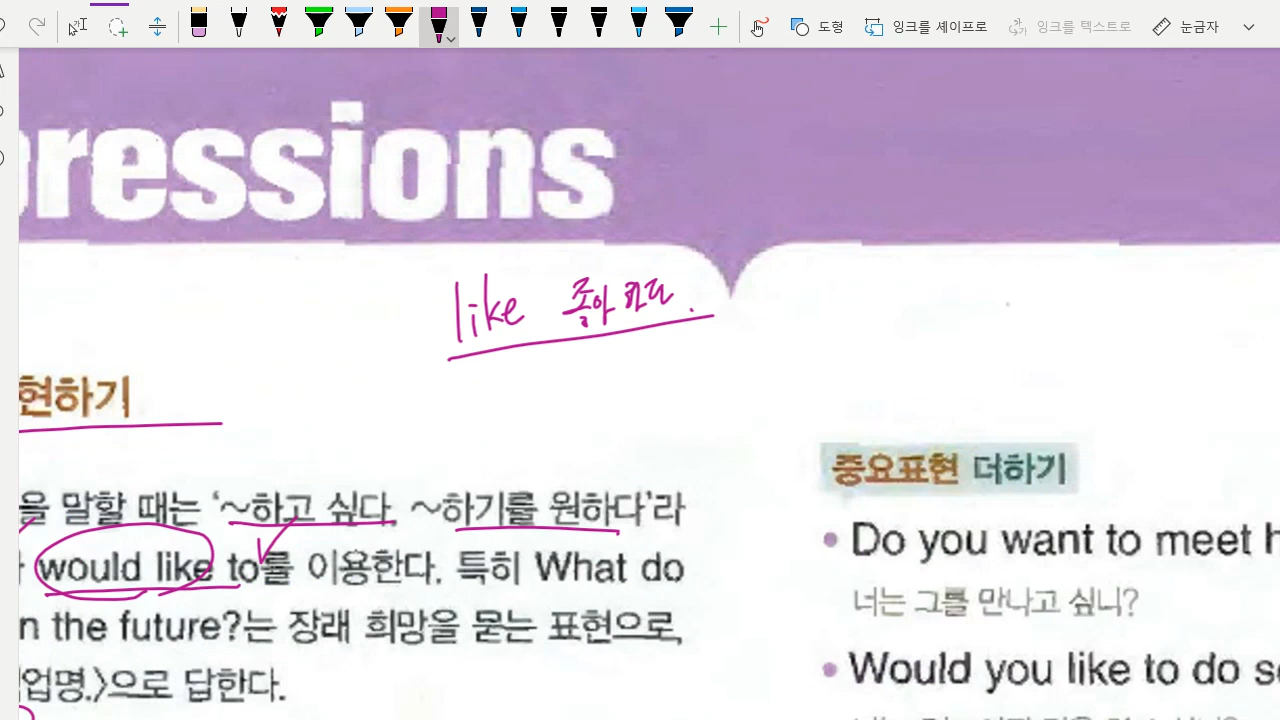 도형 잉크를 셰이프로 잉크를 텍스트로 눈금자
ressions
like 좋아하다.
현하기
을 말할 때는 '~하고 싶다, ~하기를 원하다'라
would like to를 이용한다. 특히 What do
n the future?는 장래 희망을 묻는 표현으로,
업명.>으로 답한다.
중요표현 더하기
• Do you want to meet h
너는 그를 만나고 싶니?
• Would you like to do s